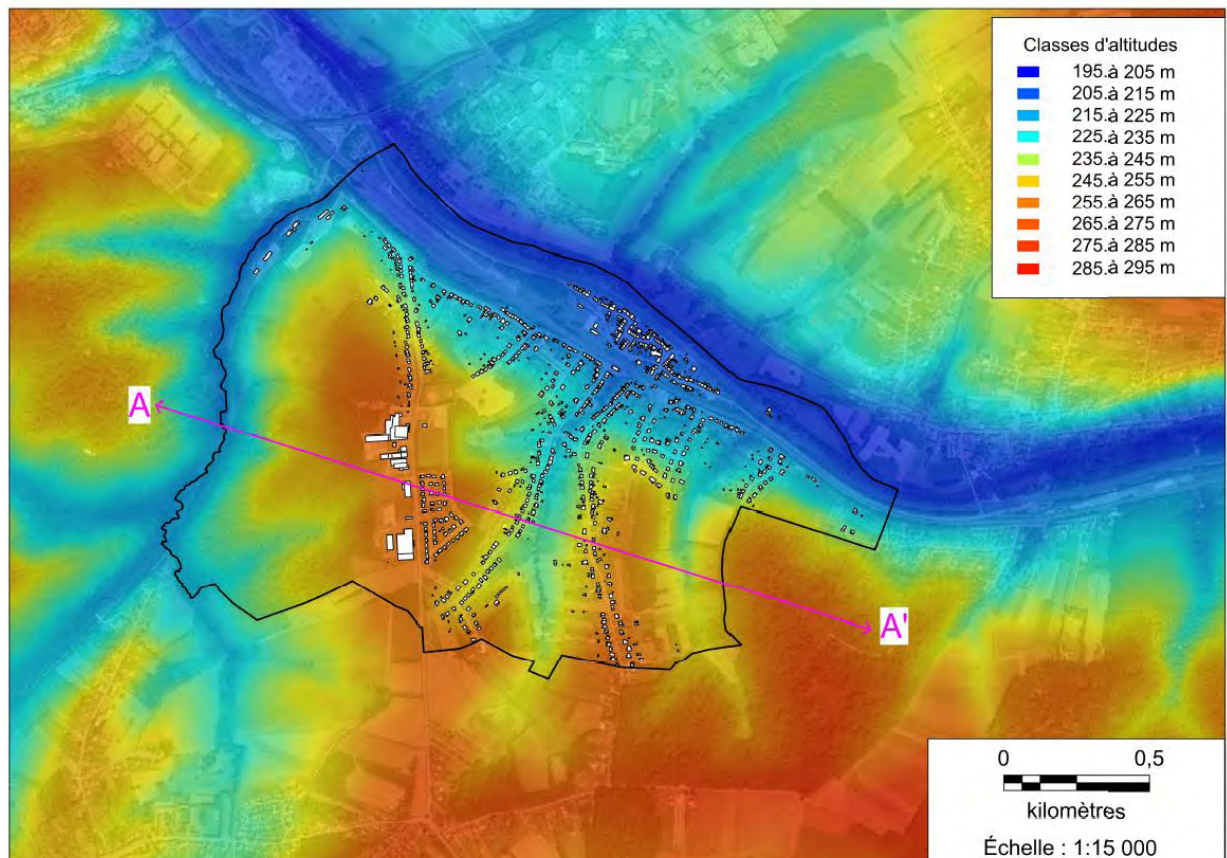 Classes d'altitudes
195.à 205 m
205.à 215 m
215.à 225 m
225.à 235 m
235.à 245 m
245.à 255 m
255.à 265 m
265.à 275 m
275.à 285 m
285.à 295 m
A
A'
0 0,5
kilomètres
Échelle : 1:15 000